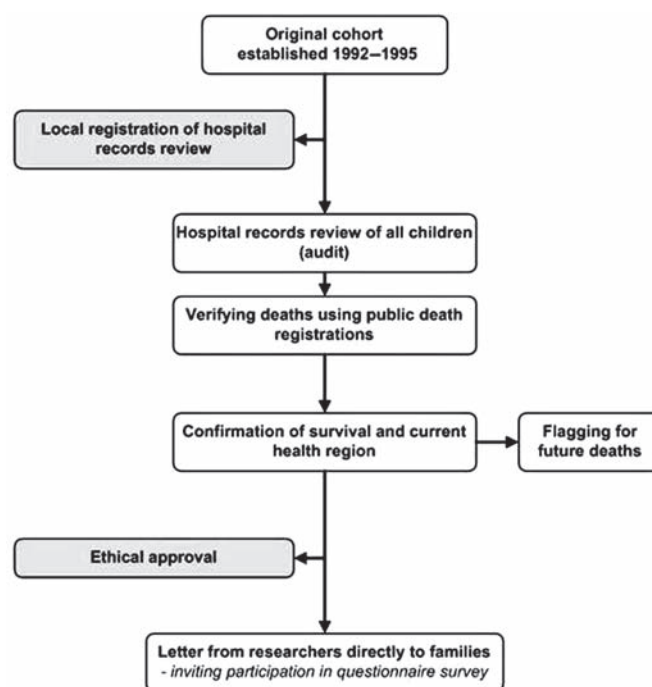 Original cohort
established 1992–1995
Local registration of hospital
records review
Hospital records review of all children
(audit)
Verifying deaths using public death
registrations
Confirmation of survival and current
health region
Flagging for
future deaths
Ethical approval
Letter from researchers directly to families
- inviting participation in questionnaire survey